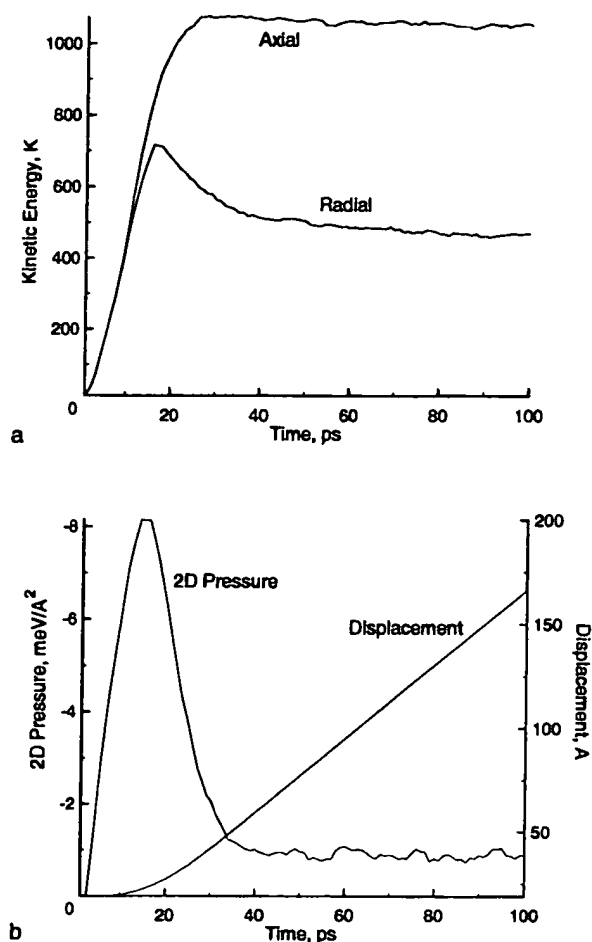 1000
800
600
400
200
0
Kinetic Energy, K
Axial
Radial
20
40
60
80
100
Time, ps
a
-8
-6
-4
-2
0
2D Pressure, meV/A²
2D Pressure
Displacement
200
150
100
50
Displacement, A
20
40
60
80
100
Time, ps
b